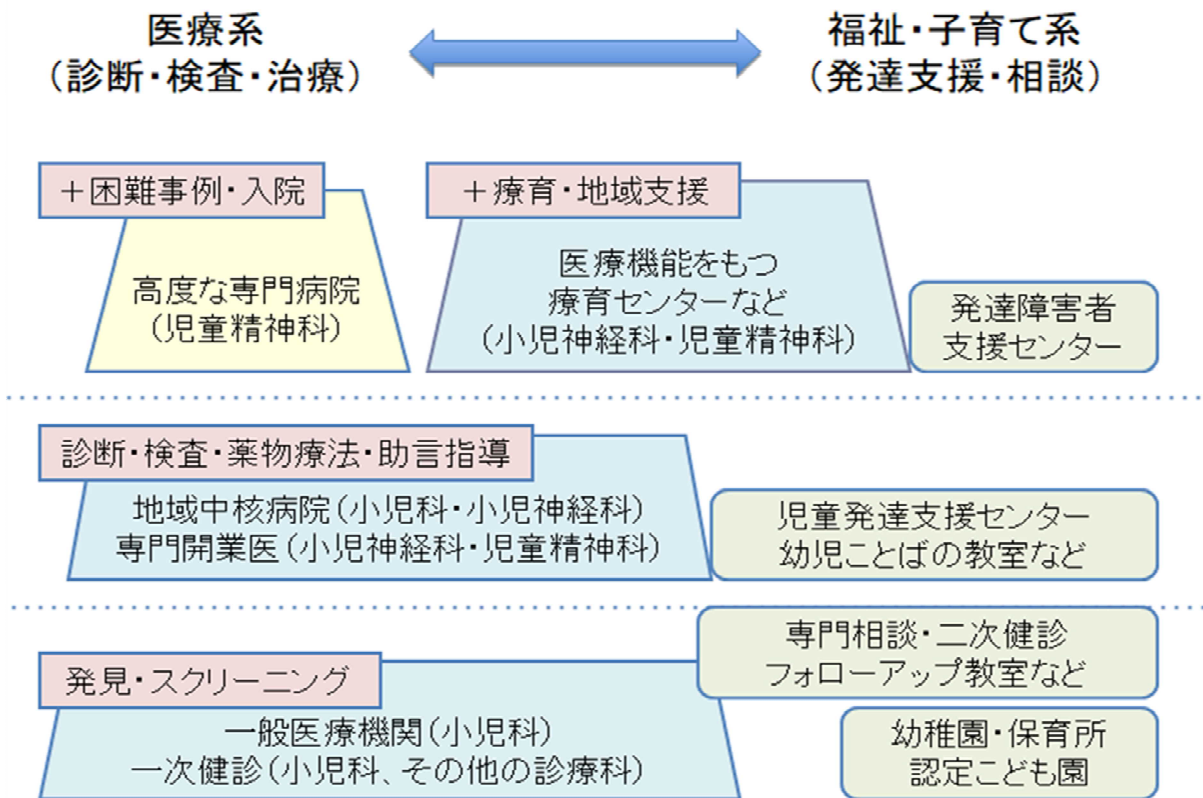 医療系
(診断・検査・治療)
福祉・子育て系
(発達支援・相談)
＋困難事例・入院
高度な専門病院
(児童精神科)
＋療育・地域支援
医療機能をもつ
療育センターなど
(小児神経科・児童精神科)
発達障害者
支援センター
診断・検査・薬物療法・助言指導
地域中核病院(小児科・小児神経科)
専門開業医(小児神経科・児童精神科)
児童発達支援センター
幼児ことばの教室など
専門相談・二次健診
フォローアップ教室など
発見・スクリーニング
一般医療機関(小児科)
一次健診(小児科、その他の診療科)
幼稚園・保育所
認定こども園